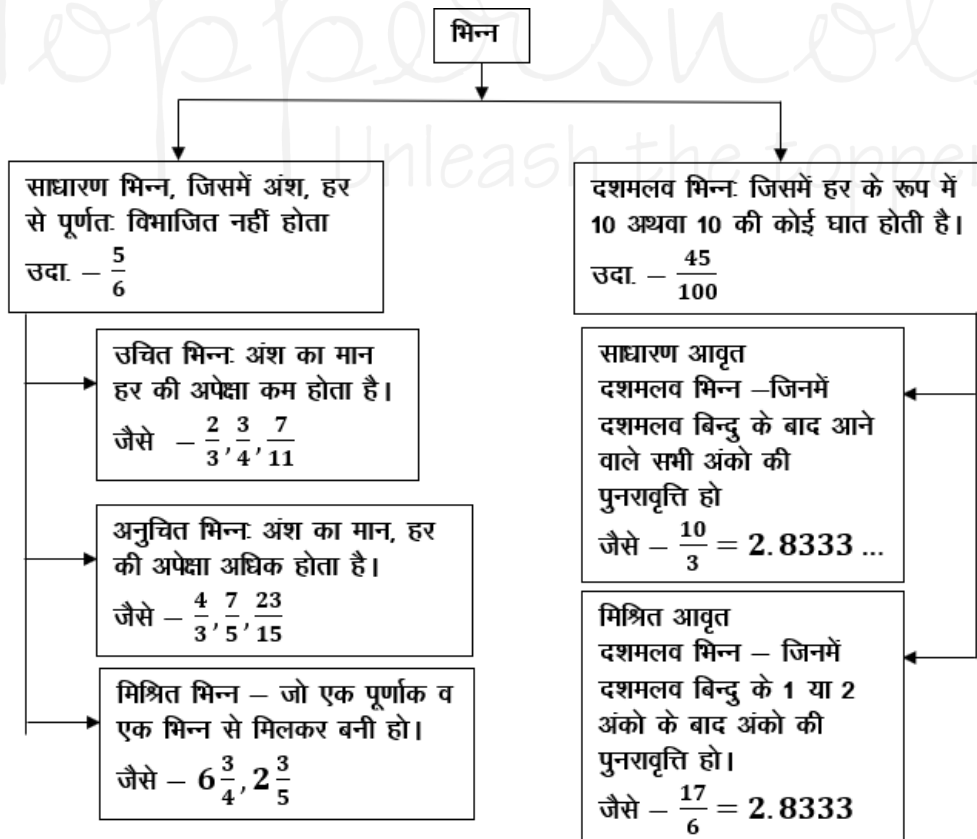 भिन्न
साधारण भिन्न, जिसमें अंश, हर
से पूर्णत: विभाजित नहीं होता
उदा. – 5/6
उचित भिन्न: अंश का मान
हर की अपेक्षा कम होता है।
जैसे – 2/3, 3/4, 7/11
अनुचित भिन्न: अंश का मान, हर
की अपेक्षा अधिक होता है।
जैसे – 4/3, 7/5, 23/15
मिश्रित भिन्न – जो एक पूर्णाक व
एक भिन्न से मिलकर बनी हो।
जैसे – 6 3/4, 2 3/5
दशमलव भिन्न: जिसमें हर के रूप में
10 अथवा 10 की कोई घात होती है।
उदा. – 45/100
साधारण आवृत
दशमलव भिन्न –जिनमें
दशमलव बिन्दु के बाद आने
वाले सभी अंको की
पुनरावृत्ति हो
जैसे – 10/3 = 2.8333 ...
मिश्रित आवृत
दशमलव भिन्न – जिनमें
दशमलव बिन्दु के 1 या 2
अंको के बाद अंको की
पुनरावृत्ति हो।
जैसे – 17/6 = 2.8333
Unleash the topper